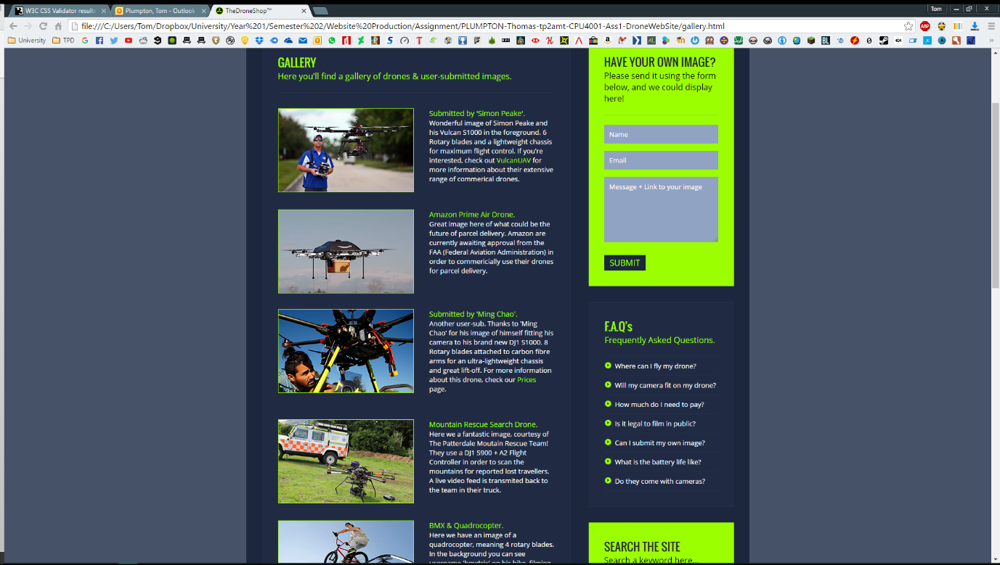 W3C CSS Validator results
Plumpton, Tom - Outlook
TheDroneShop™
Tom
file:///C:/Users/Tom/Dropbox/University/Year%201/Semester%202/Website%20Production/Assignment/PLUMPTON-Thomas-tp2amt-CPU4001-Ass1-DroneWebSite/gallery.html
University
TPD
GALLERY
Here you'll find a gallery of drones & user-submitted images.
Submitted by 'Simon Peake'.
Wonderful image of Simon Peake and
his Vulcan S1000 in the foreground. 6
Rotary blades and a lightweight chassis
for maximum flight control. If you're
interested, check out VulcanUAV for
more information about their extensive
range of commerical drones.
Amazon Prime Air Drone.
Great image here of what could be the
future of parcel delivery. Amazon are
currently awaiting approval from the
FAA (Federal Aviation Administration) in
order to commericially use their drones
for parcel delivery.
Submitted by 'Ming Chao'.
Another user-sub. Thanks to 'Ming
Chao' for his image of himself fitting his
camera to his brand new DJ1 S1000. 8
Rotary blades attached to carbon fibre
arms for an ultra-lightweight chassis
and great lift-off. For more information
about this drone, check our Prices
page.
Mountain Rescue Search Drone.
Here we a fantastic image, courtesy of
The Patterdale Moutain Rescue Team!
They use a DJ1 S900 + A2 Flight
Controller in order to scan the
mountains for reported lost travellers.
A live video feed is transmited back to
the team in their truck.
BMX & Quadrocopter.
Here we have an image of a
quadrocopter, meaning 4 rotary blades.
In the background you can see
username 'bmxtrix' on his bike, filming
HAVE YOUR OWN IMAGE?
Please send it using the form
below, and we could display
here!
Name
Email
Message + Link to your image
SUBMIT
F.A.Q's
Frequently Asked Questions.
Where can I fly my drone?
Will my camera fit on my drone?
How much do I need to pay?
Is it legal to film in public?
Can I submit my own image?
What is the battery life like?
Do they come with cameras?
SEARCH THE SITE
Search a keyword here...